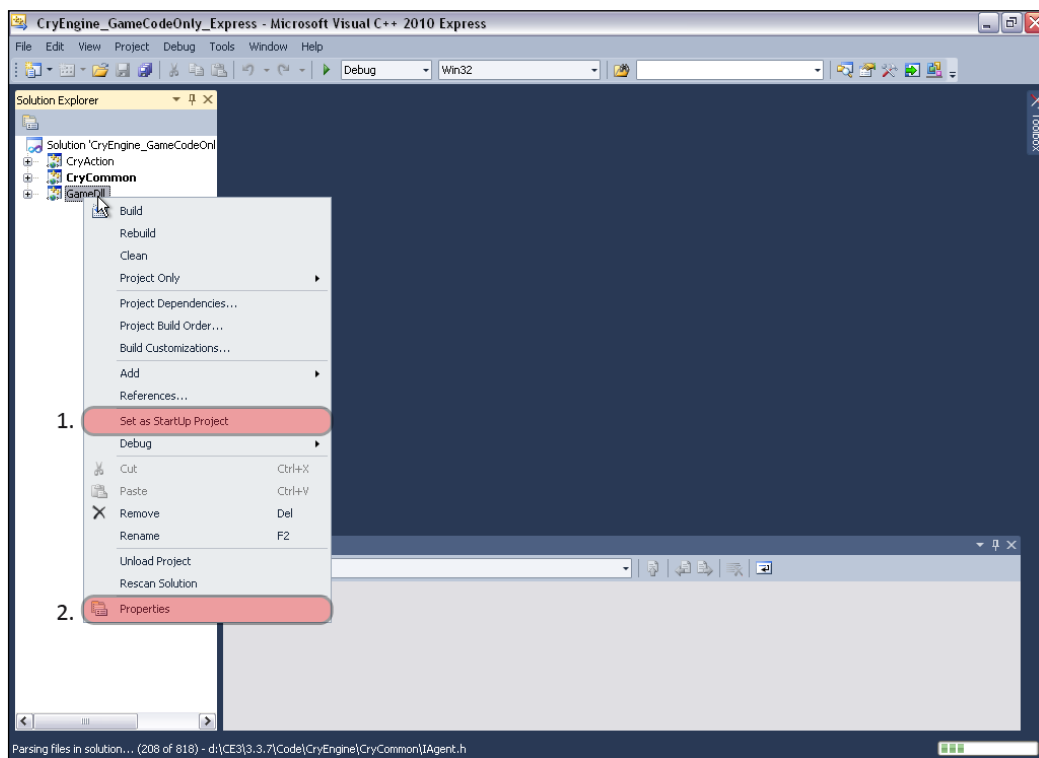 CryEngine_GameCodeOnly_Express - Microsoft Visual C++ 2010 Express
File Edit View Project Debug Tools Window Help
Debug Win32
Solution Explorer
Toolbox
Solution 'CryEngine_GameCodeOnl
CryAction
CryCommon
GameDll
Build
Rebuild
Clean
Project Only
Project Dependencies...
Project Build Order...
Build Customizations...
Add
References...
1. Set as StartUp Project
Debug
Cut Ctrl+X
Paste Ctrl+V
Remove Del
Rename F2
Unload Project
Rescan Solution
2. Properties
Parsing files in solution... (208 of 818) - d:\CE3\3.3.7\Code\CryEngine\CryCommon\IAgent.h